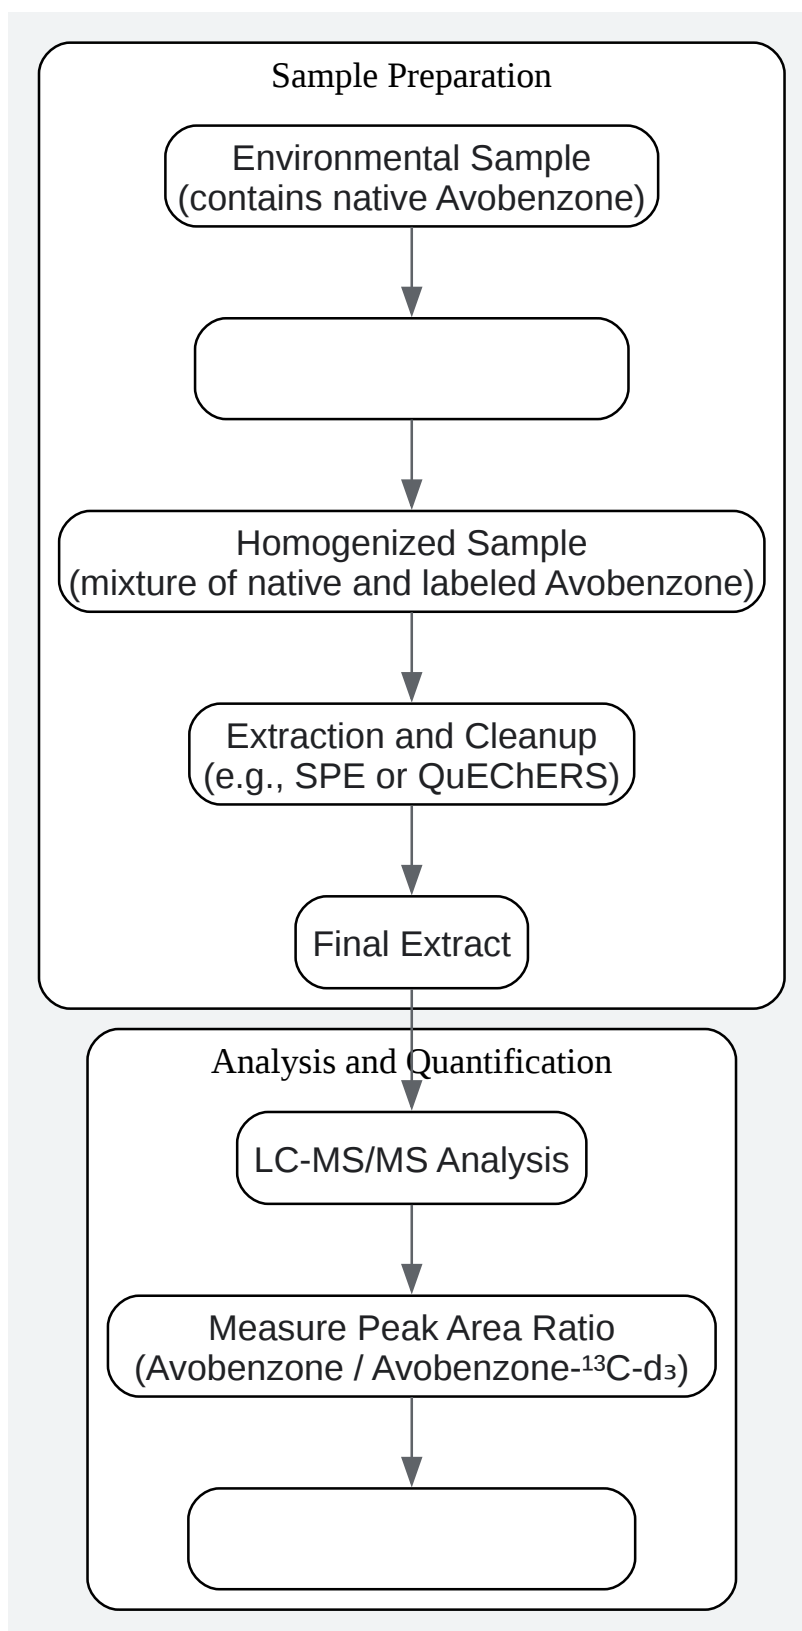 Sample Preparation
Environmental Sample
(contains native Avobenzone)
Homogenized Sample
(mixture of native and labeled Avobenzone)
Extraction and Cleanup
(e.g., SPE or QuEChERS)
Final Extract
Analysis and Quantification
LC-MS/MS Analysis
Measure Peak Area Ratio
(Avobenzone / Avobenzone-¹³C-d₃)